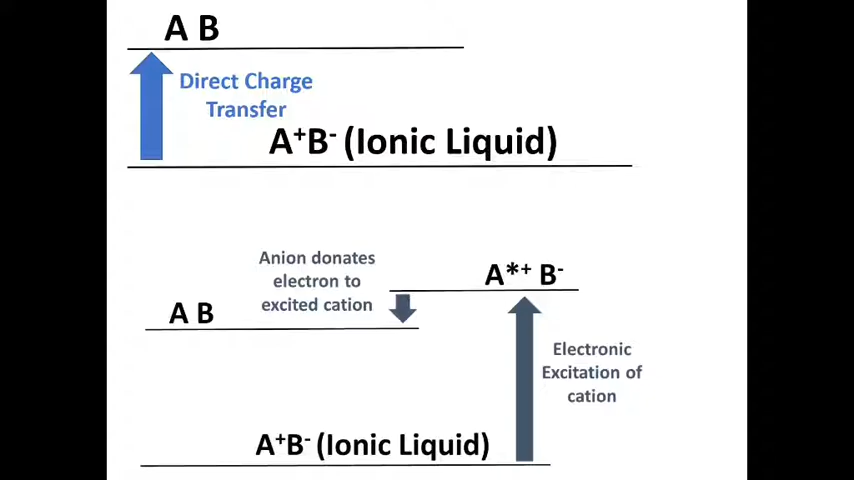 A B
Direct Charge
Transfer
A⁺B⁻ (Ionic Liquid)
Anion donates
electron to
excited cation
A*⁺ B⁻
A B
Electronic
Excitation of
cation
A⁺B⁻ (Ionic Liquid)